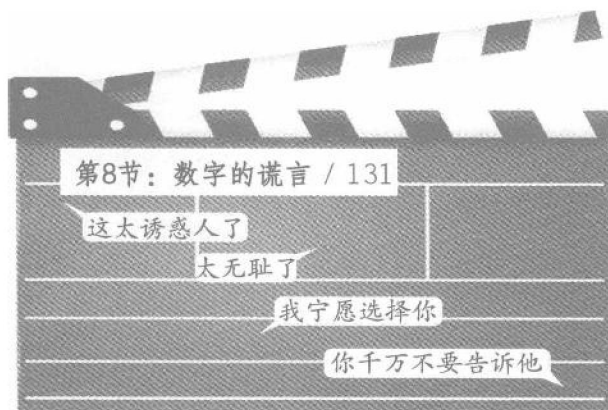 第8节：数字的谎言 / 131
这太诱惑人了
太无耻了
我宁愿选择你
你千万不要告诉他